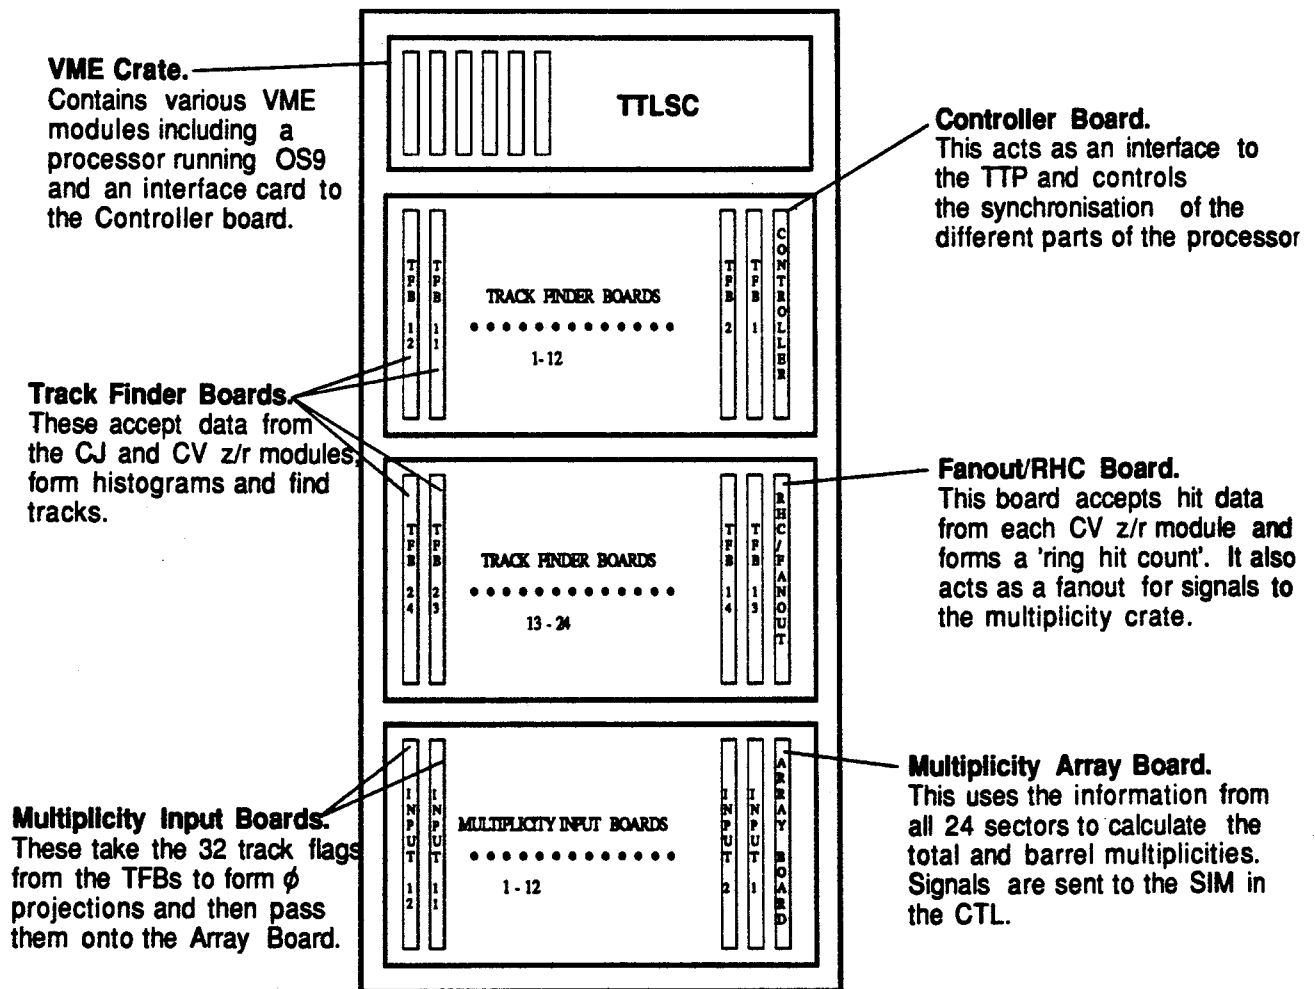 VME Crate.
Contains various VME
modules including a
processor running OS9
and an interface card to
the Controller board.
TTLSC
Controller Board.
This acts as an interface to
the TTP and controls
the synchronisation of the
different parts of the processor
TFB 12
TFB 11
TRACK FINDER BOARDS
1-12
TFB 2
TFB 1
CONTROLLER
Track Finder Boards.
These accept data from
the CJ and CV z/r modules,
form histograms and find
tracks.
TFB 24
TFB 23
TRACK FINDER BOARDS
13 - 24
TFB 14
TFB 13
RHC/FANOUT
Fanout/RHC Board.
This board accepts hit data
from each CV z/r module and
forms a 'ring hit count'. It also
acts as a fanout for signals to
the multiplicity crate.
Multiplicity Input Boards.
These take the 32 track flags
from the TFBs to form ϕ
projections and then pass
them onto the Array Board.
INPUT 12
INPUT 11
MULTIPLICITY INPUT BOARDS
1 - 12
INPUT 2
INPUT 1
ARRAY BOARD
Multiplicity Array Board.
This uses the information from
all 24 sectors to calculate the
total and barrel multiplicities.
Signals are sent to the SIM in
the CTL.